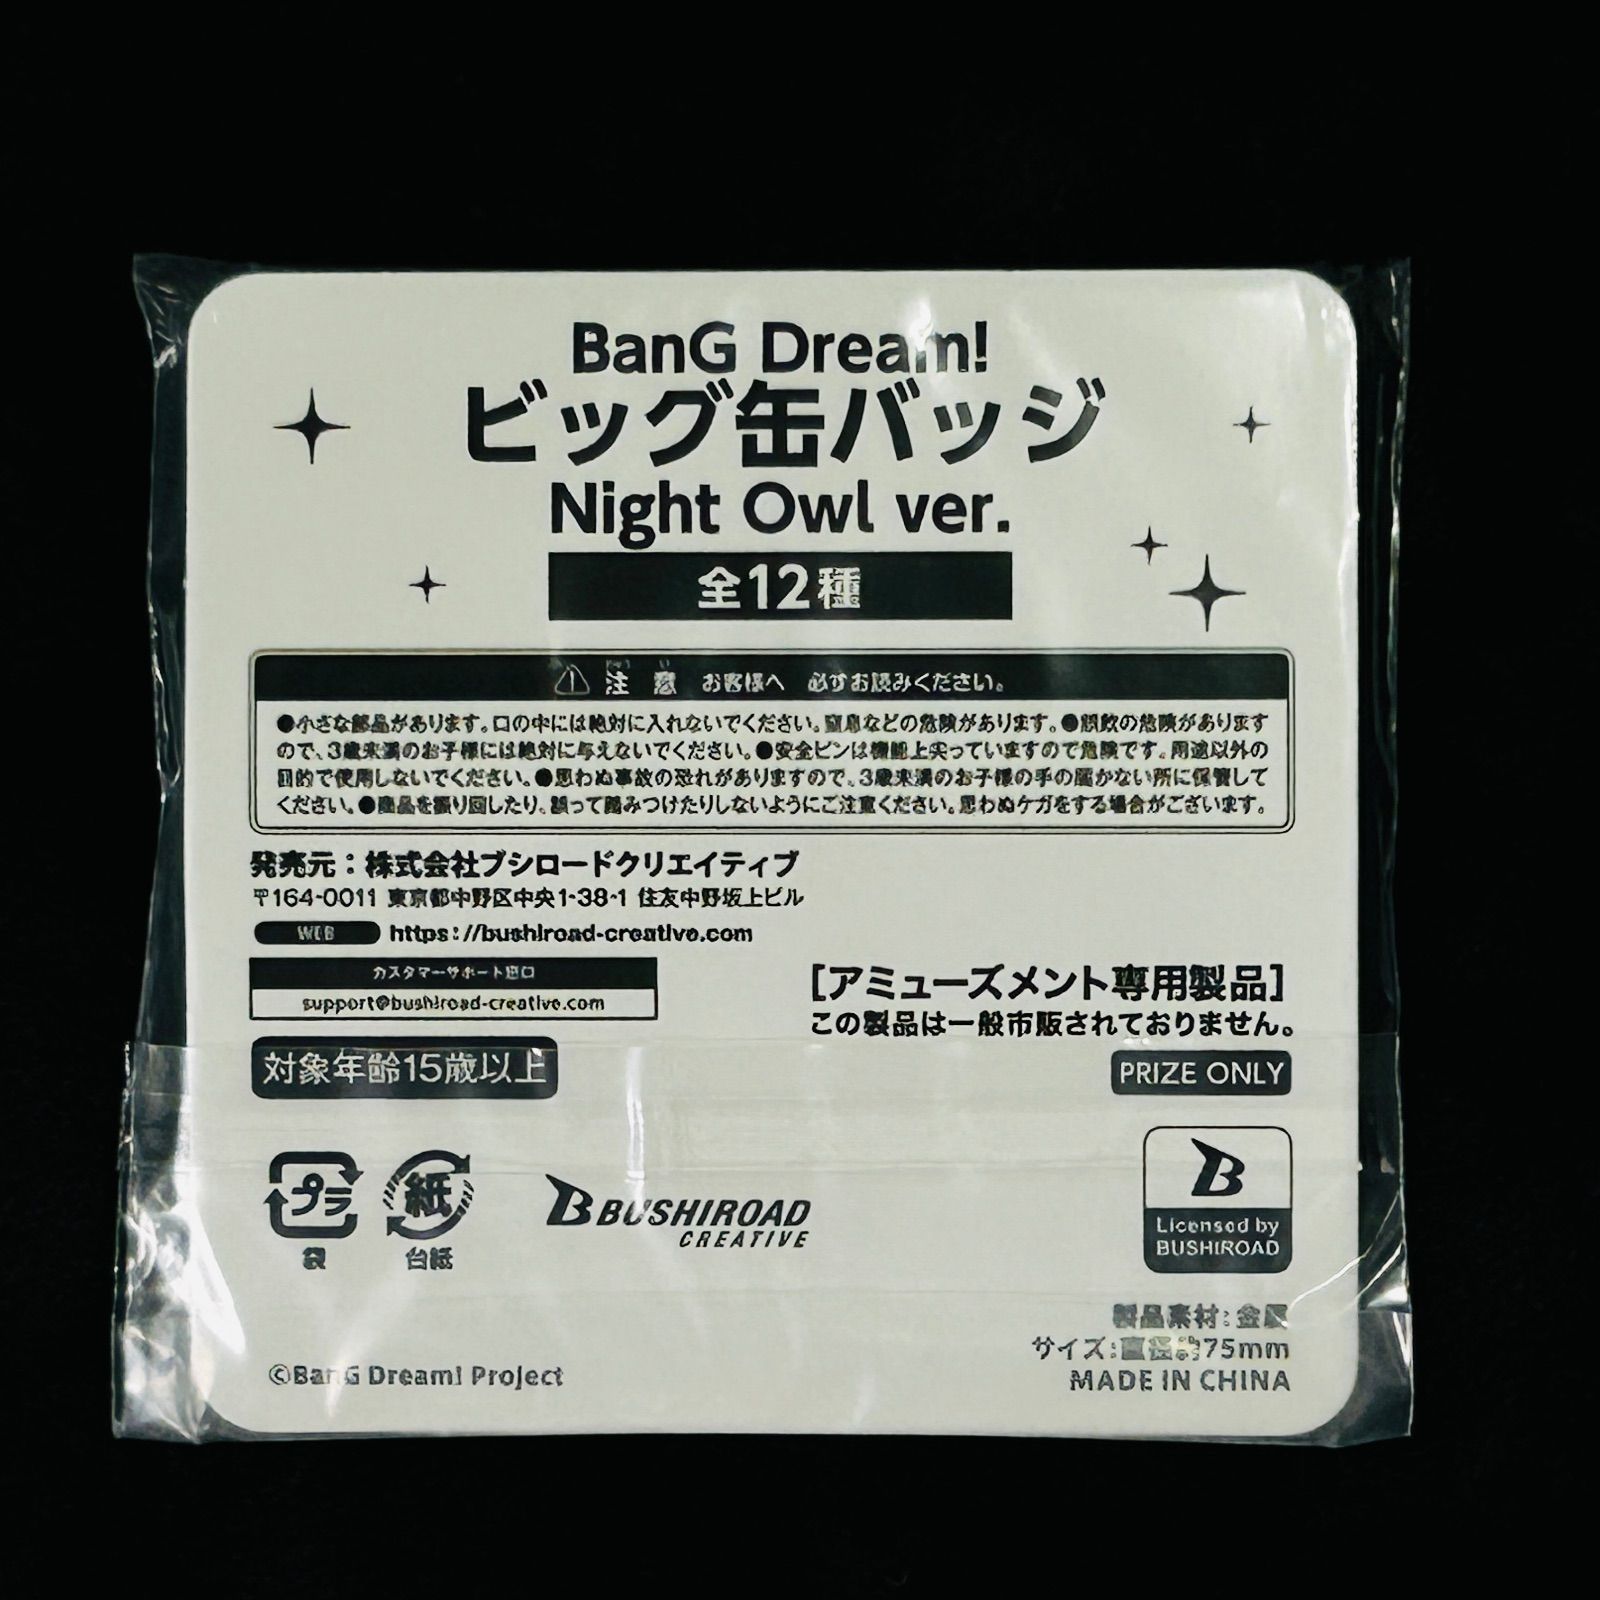 BanG Dream!
ビッグ缶バッジ
Night Owl ver.
全12種
注意 お客様へ 必ずお読みください。
●小さな部品があります。口の中には絶対に入れないでください。窒息などの危険があります。●誤飲の危険があります
ので、3歳未満のお子様には絶対に与えないでください。●安全ピンは機能上尖っていますので危険です。用途以外の
目的で使用しないでください。●思わぬ事故の恐れがありますので、3歳未満のお子様の手の届かない所に保管して
ください。●商品を振り回したり、誤って踏みつけたりしないようにご注意ください。思わぬケガをする場合がございます。
発売元：株式会社ブシロードクリエイティブ
〒164-0011 東京都中野区中央1-38-1 住友中野坂上ビル
WEB https://bushiroad-creative.com
カスタマーサポート窓口
support@bushiroad-creative.com
[アミューズメント専用製品]
この製品は一般市販されておりません。
対象年齢15歳以上
PRIZE ONLY
プラ 紙
袋 台紙
B BUSHIROAD
CREATIVE
B
Licensed by
BUSHIROAD
製品素材：金属
サイズ：直径約75mm
MADE IN CHINA
©BanG Dream! Project